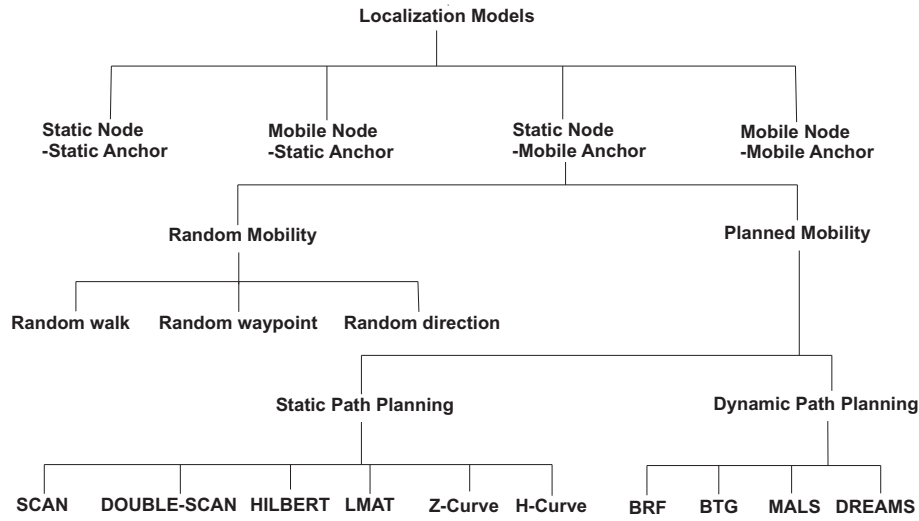 Localization Models
Static Node
-Static Anchor
Mobile Node
-Static Anchor
Static Node
-Mobile Anchor
Mobile Node
-Mobile Anchor
Random Mobility
Planned Mobility
Random walk
Random waypoint
Random direction
Static Path Planning
Dynamic Path Planning
SCAN
DOUBLE-SCAN
HILBERT
LMAT
Z-Curve
H-Curve
BRF
BTG
MALS
DREAMS